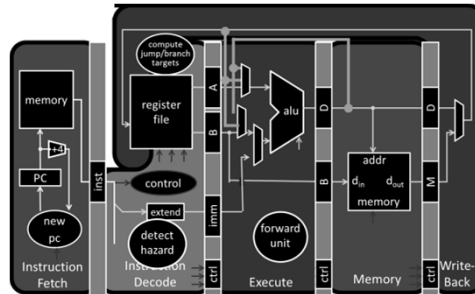 compute
jump/branch
targets
memory
register
file
A
B
alu
D
D
+4
addr
PC
inst
control
B
d_in
d_out
M
memory
new
pc
extend
imm
detect
hazard
forward
unit
Instruction
Fetch
Instruction
Decode
ctrl
Execute
ctrl
Memory
ctrl
Write-
Back